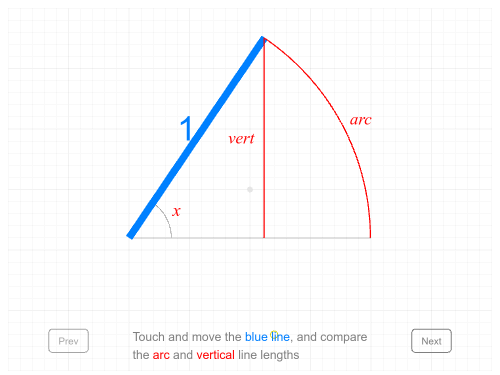 1
arc
vert
x
Prev
Touch and move the blue line, and compare
the arc and vertical line lengths
Next